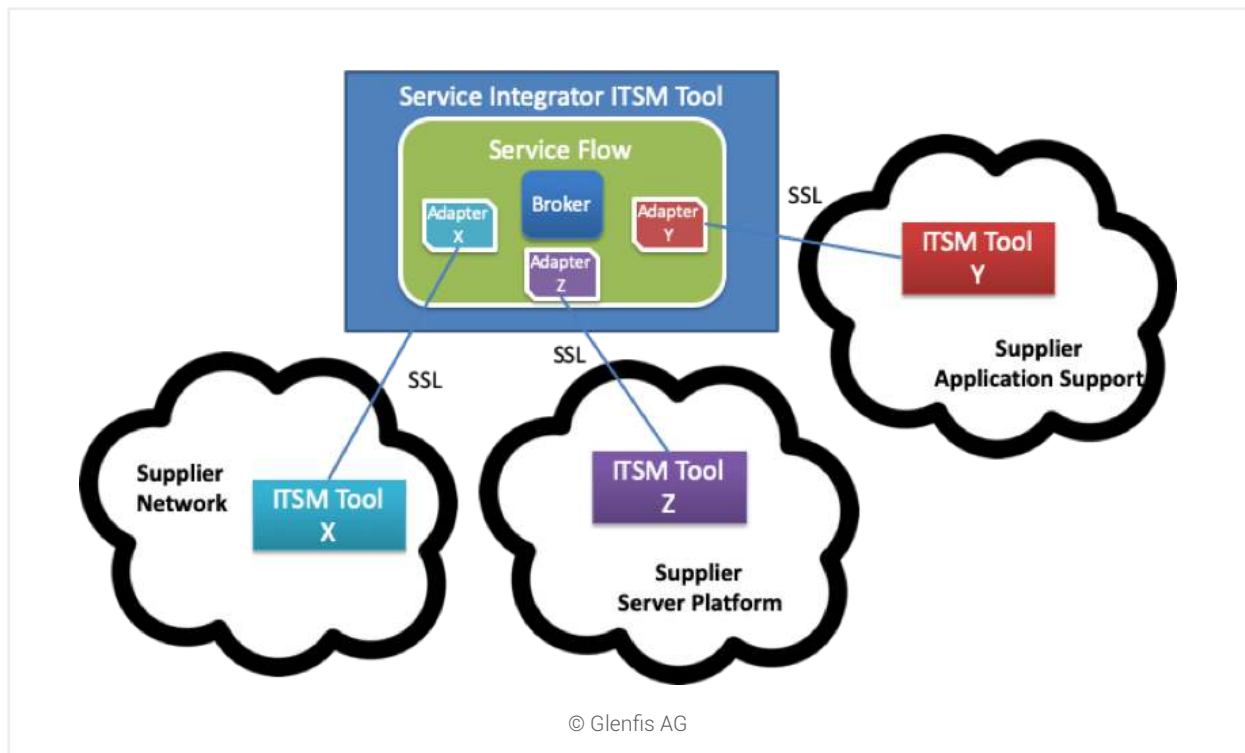 Service Integrator ITSM Tool
Service Flow
Adapter
X
Broker
Adapter
Y
Adapter
Z
SSL
ITSM Tool
Y
Supplier
Application Support
SSL
SSL
Supplier
Network
ITSM Tool
X
ITSM Tool
Z
Supplier
Server Platform
© Glenfis AG